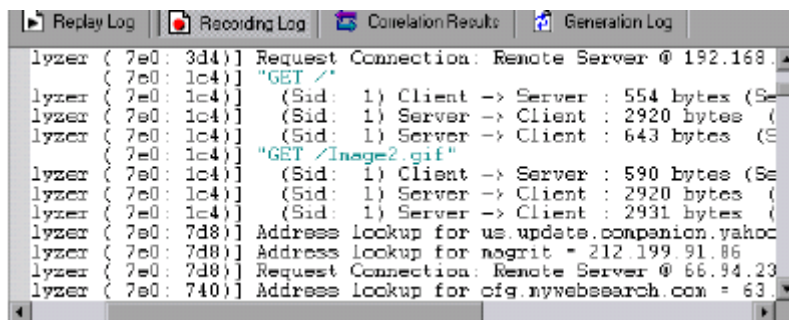 Replay Log Recording Log Correlation Results Generation Log
lyzer ( 7e0: 3d4)] Request Connection: Remote Server @ 192.168.
( 7e0: 1c4)] "GET /"
lyzer ( 7e0: 1c4)] (Sid: 1) Client -> Server : 554 bytes (Se
lyzer ( 7e0: 1c4)] (Sid: 1) Server -> Client : 2920 bytes (
lyzer ( 7e0: 1c4)] (Sid: 1) Server -> Client : 643 bytes (S
( 7e0: 1c4)] "GET /Image2.gif"
lyzer ( 7e0: 1c4)] (Sid: 1) Client -> Server : 590 bytes (Se
lyzer ( 7e0: 1c4)] (Sid: 1) Server -> Client : 2920 bytes (
lyzer ( 7e0: 1c4)] (Sid: 1) Server -> Client : 2931 bytes (
lyzer ( 7e0: 7d8)] Address lookup for us.update.companion.yahoo
lyzer ( 7e0: 7d8)] Address lookup for magrit = 212.199.91.86
lyzer ( 7e0: 7d8)] Request Connection: Remote Server @ 66.94.23
lyzer ( 7e0: 740)] Address lookup for cfg.mywebsearch.com = 63.